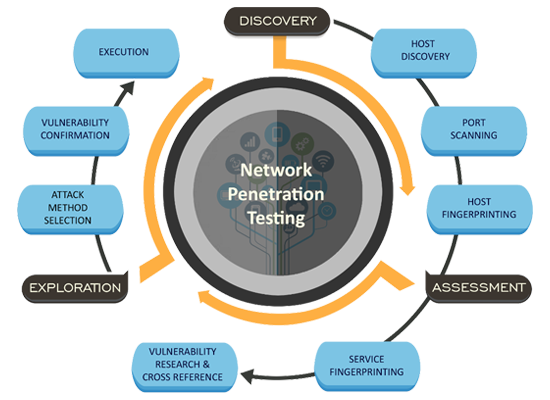 DISCOVERY
HOST
DISCOVERY
PORT
SCANNING
HOST
FINGERPRINTING
ASSESSMENT
SERVICE
FINGERPRINTING
VULNERABILITY
RESEARCH &
CROSS REFERENCE
EXPLORATION
ATTACK
METHOD
SELECTION
VULNERABILITY
CONFIRMATION
EXECUTION
Network
Penetration
Testing